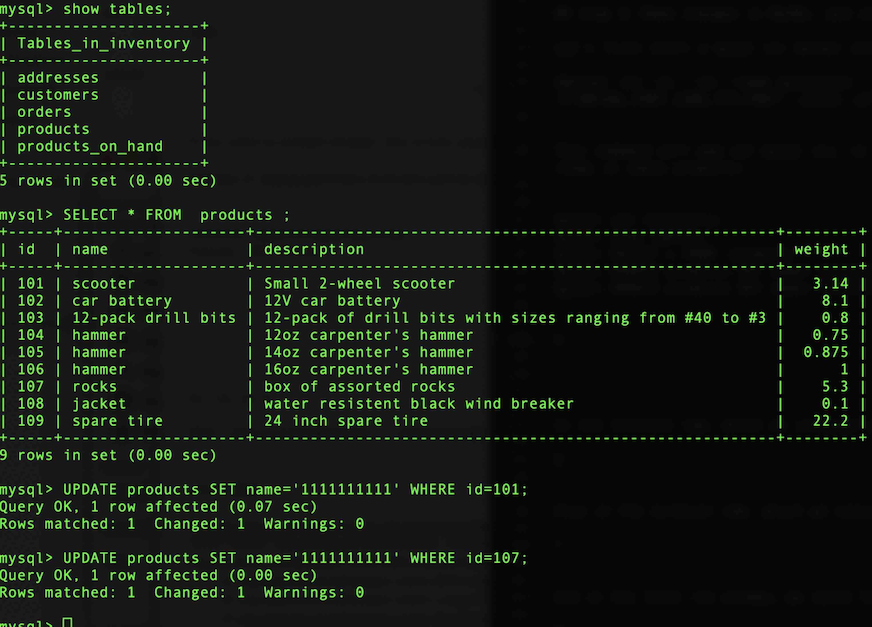 mysql> show tables;
+---------------------+
| Tables_in_inventory |
+---------------------+
| addresses           |
| customers           |
| orders              |
| products            |
| products_on_hand    |
+---------------------+
5 rows in set (0.00 sec)
mysql> SELECT * FROM  products ;
+-----+--------------------+---------------------------------------------------------+--------+
| id  | name               | description                                             | weight |
+-----+--------------------+---------------------------------------------------------+--------+
| 101 | scooter            | Small 2-wheel scooter                                   |   3.14 |
| 102 | car battery        | 12V car battery                                         |    8.1 |
| 103 | 12-pack drill bits | 12-pack of drill bits with sizes ranging from #40 to #3 |    0.8 |
| 104 | hammer             | 12oz carpenter's hammer                                 |   0.75 |
| 105 | hammer             | 14oz carpenter's hammer                                 |  0.875 |
| 106 | hammer             | 16oz carpenter's hammer                                 |      1 |
| 107 | rocks              | box of assorted rocks                                   |    5.3 |
| 108 | jacket             | water resistent black wind breaker                      |    0.1 |
| 109 | spare tire         | 24 inch spare tire                                      |   22.2 |
+-----+--------------------+---------------------------------------------------------+--------+
9 rows in set (0.00 sec)
mysql> UPDATE products SET name='1111111111' WHERE id=101;
Query OK, 1 row affected (0.07 sec)
Rows matched: 1  Changed: 1  Warnings: 0
mysql> UPDATE products SET name='1111111111' WHERE id=107;
Query OK, 1 row affected (0.00 sec)
Rows matched: 1  Changed: 1  Warnings: 0
mysql>